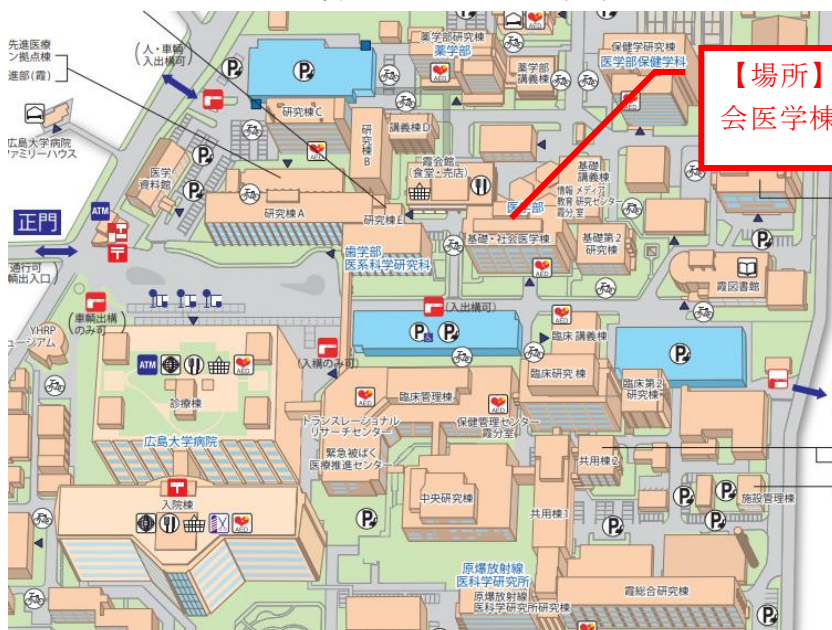 先進医療
ン拠点棟
進部(霞)
(人・車輌
入出構可)
P
薬学部研究棟
薬学部
AED
薬学部
講義棟
保健学研究棟
医学部保健学科
【場所】
会医学棟
広島大学病院
ファミリーハウス
医学
資料館
研究棟C
研究棟B
講義棟D
霞会館
(食堂・売店)
基礎
講義棟
情報メディア
教育研究センター
霞分室
医学部
研究棟A
研究棟E
基礎・社会医学棟
基礎第2
研究棟
正門
ATM
歯学部
医系科学研究科
霞図書館
通行可
輌出入口)
YHRP
ュージアム
(車輌出構
のみ可)
(入出構可)
(入構のみ可)
臨床講義棟
臨床研究棟
臨床第2
研究棟
ATM
診療棟
広島大学病院
臨床管理棟
トランスレーショナル
リサーチセンター
保健管理センター
霞分室
緊急被ばく
医療推進センター
共用棟2
入院棟
中央研究棟
共用棟1
施設管理棟
原爆放射線
医科学研究所
原爆放射線
医科学研究所研究棟
霞総合研究棟